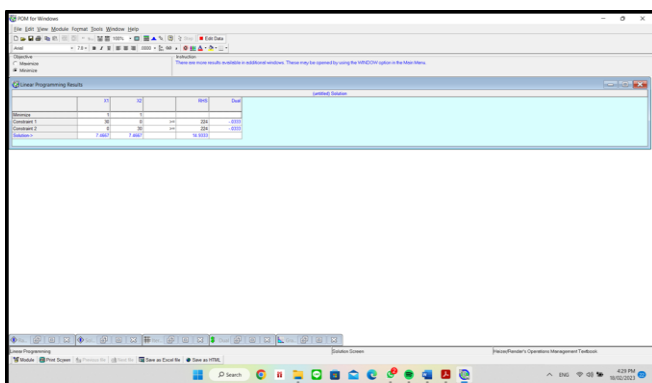 POM for Windows
File Edit View Module Format Tools Window Help
100% Step Edit Data
Arial
Objective
Maximize
Minimize
Instruction
There are more results available in additional windows. These may be opened by using the WINDOW option in the Main Menu.
Linear Programming Results
(untitled) Solution
X1 X2 RHS Dual
Minimize 1 1
Constraint 1 30 0 >= 224 -.0333
Constraint 2 0 30 >= 224 -.0333
Solution-> 7.4667 7.4667 14.9333
Linear Programming Solution Screen Heizer/Render's Operations Management Textbook
Module Print Screen Previous file Next file Save as Excel file Save as HTML
Search
ENG
4:29 PM